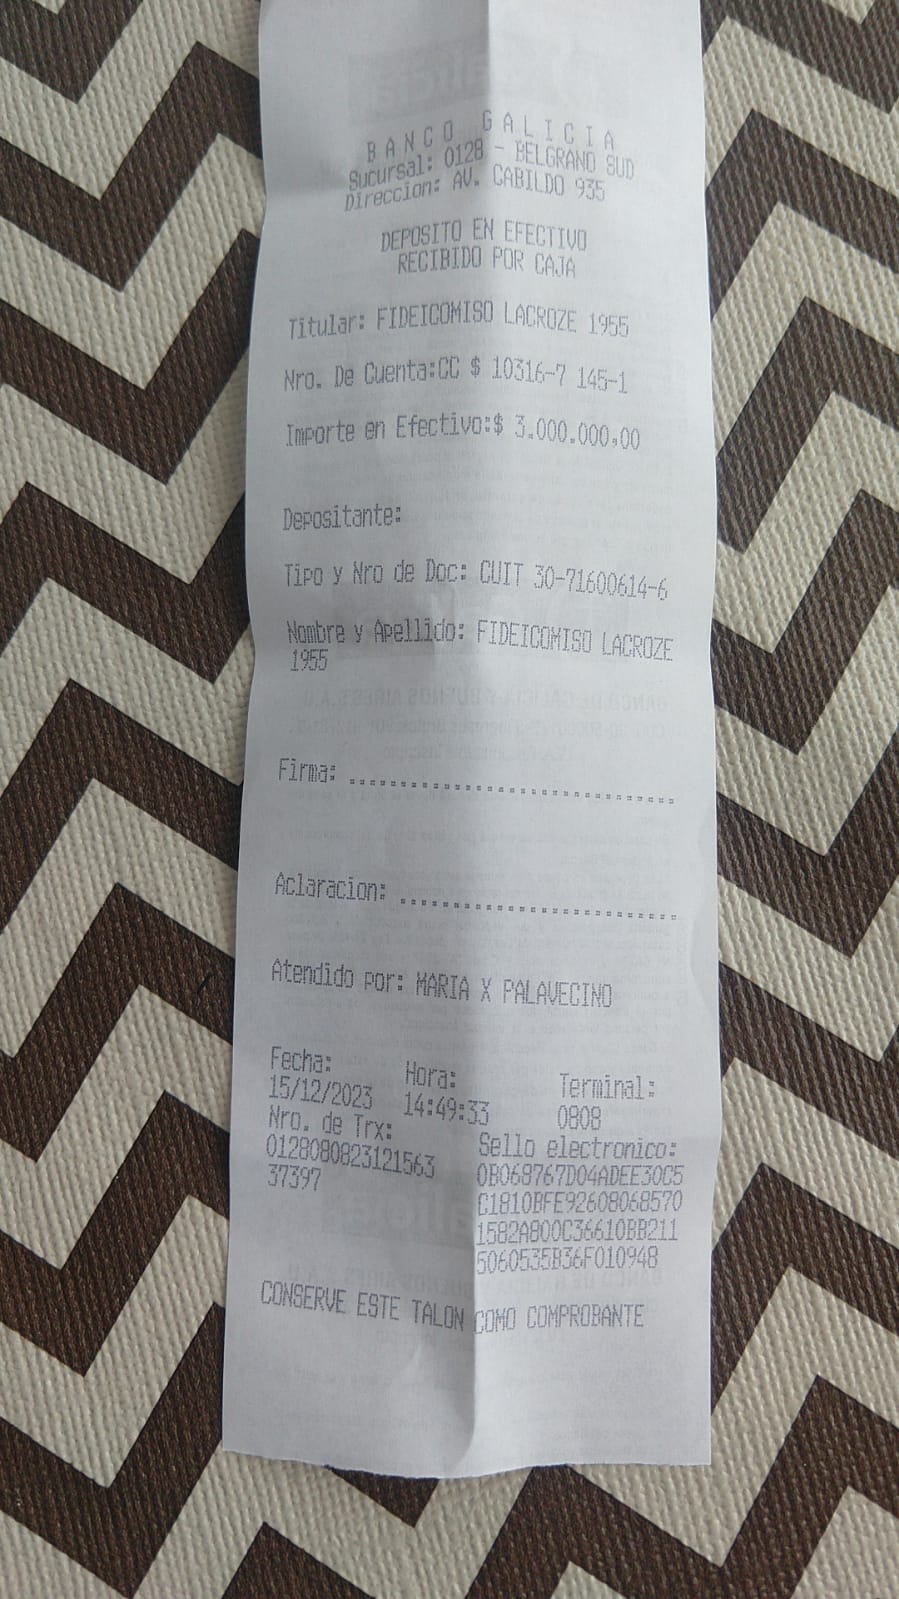 BANCO GALICIA
Sucursal: 0128 - BELGRANO SUD
Direccion: AV. CABILDO 935
DEPOSITO EN EFECTIVO
RECIBIDO POR CAJA
Titular: FIDEICOMISO LACROZE 1955
Nro. De Cuenta:CC $ 10316-7 145-1
Importe en Efectivo:$ 3.000.000,00
Depositante:
Tipo y Nro de Doc: CUIT 30-71600614-6
Nombre y Apellido: FIDEICOMISO LACROZE
1955
Firma: ................................
Aclaracion: ...........................
Atendido por: MARIA X PALAVECINO
Fecha: Hora: Terminal:
15/12/2023 14:49:33 0808
Nro. de Trx: Sello electronico:
0128080823121563 0B068767D04ADEE30C5
37397 C1810BFE92608068570
1582A800C36610BB211
5060535B36F010948
CONSERVE ESTE TALON COMO COMPROBANTE